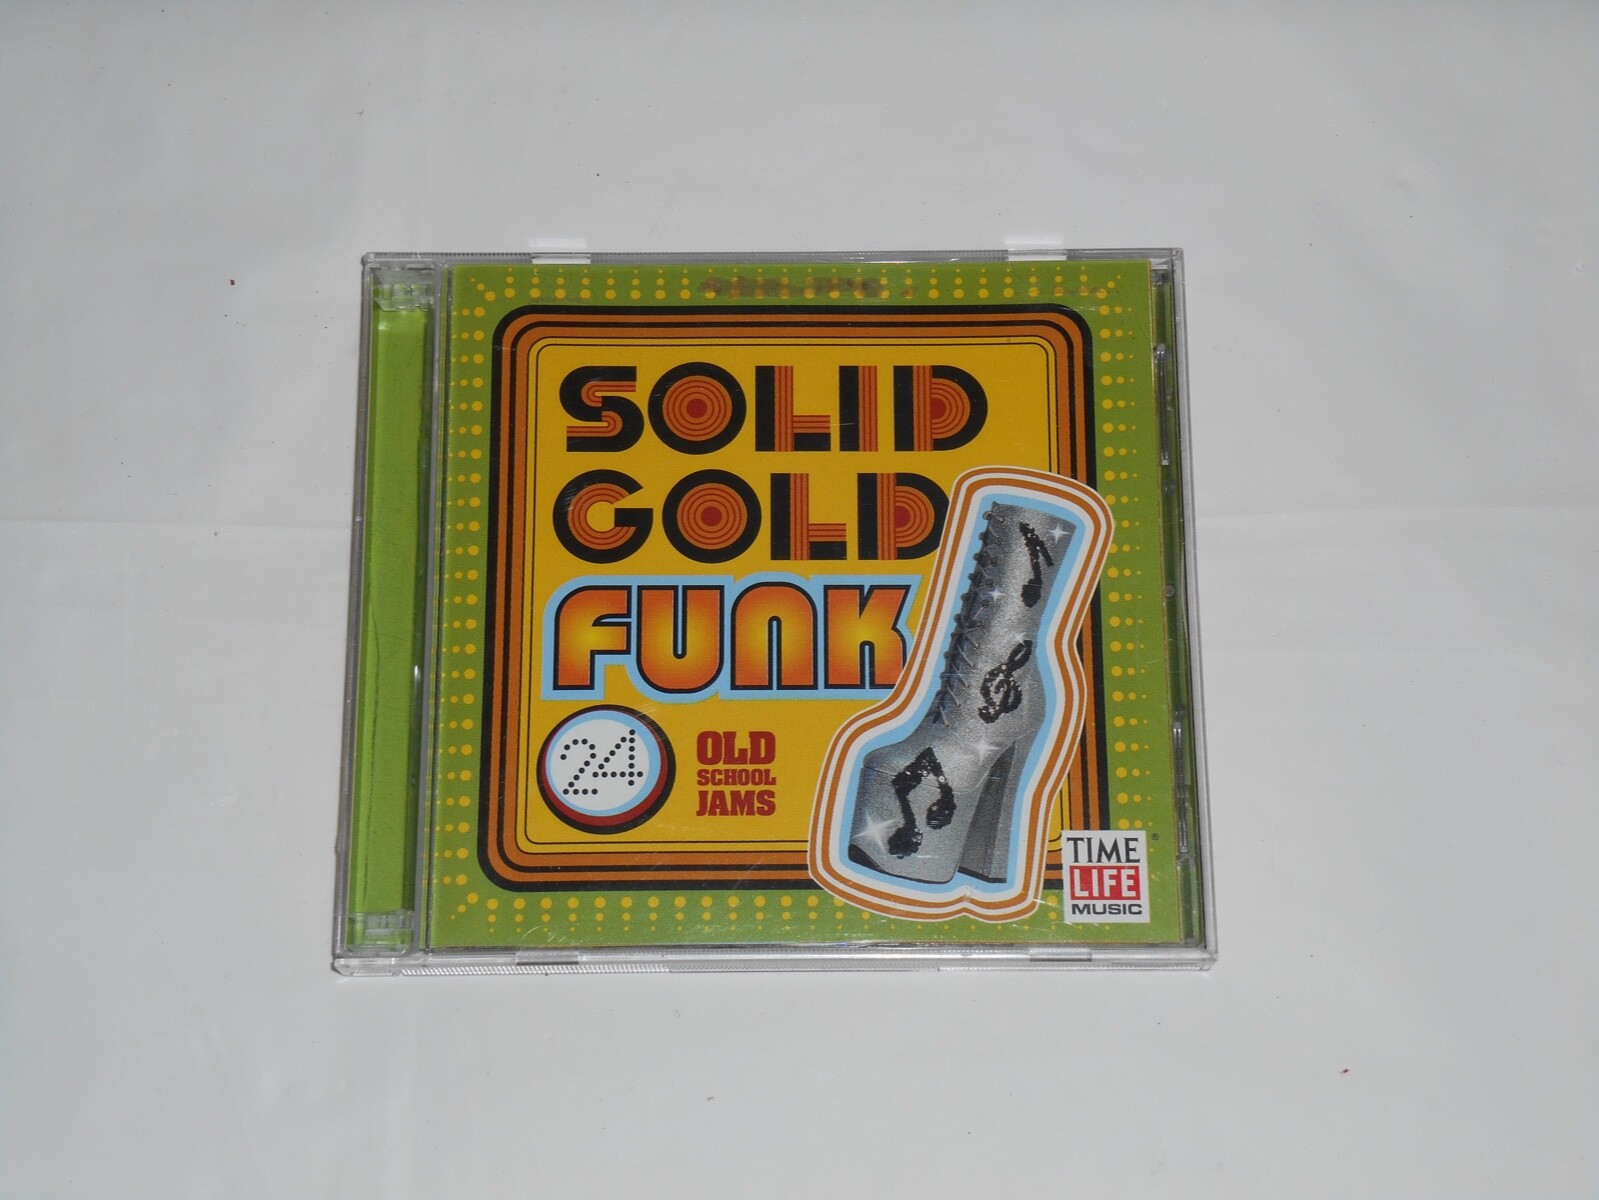 SOLID
GOLD
FUNK
24
OLD
SCHOOL
JAMS
TIME
LIFE
MUSIC
®